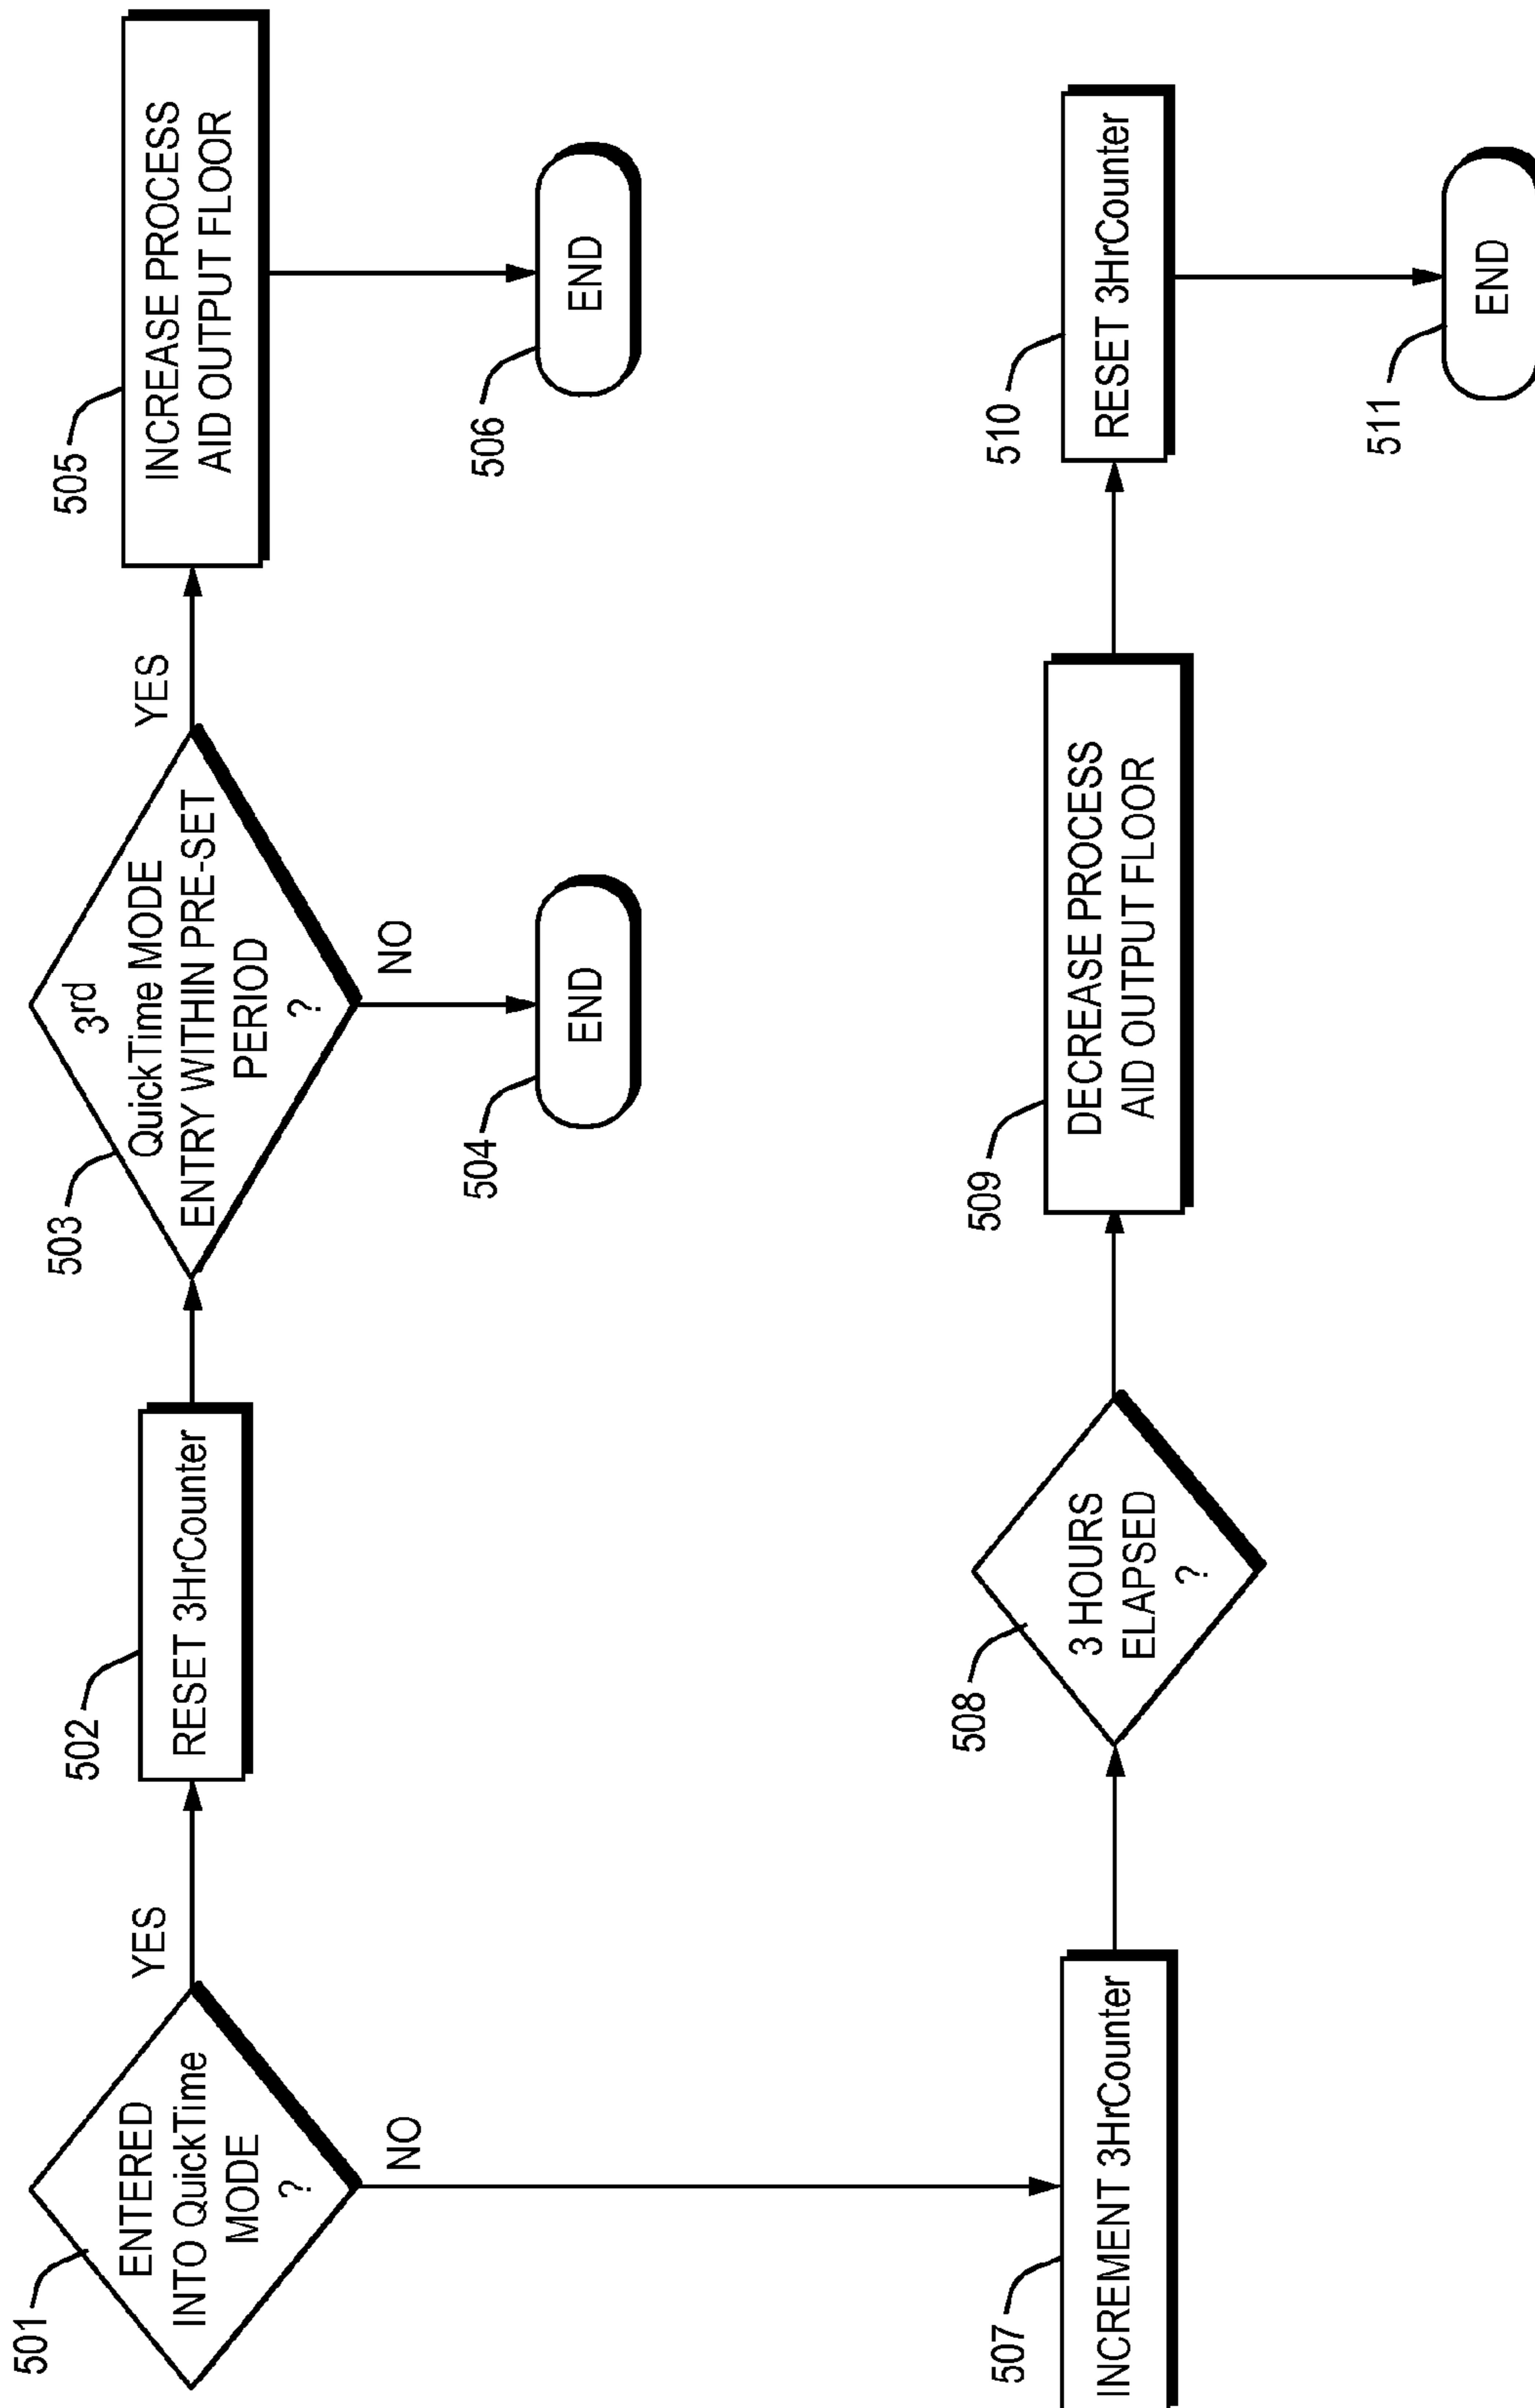 501
ENTERED
INTO QuickTime
MODE
?
YES
NO
502
RESET 3HrCounter
503
3rd
QuickTime MODE
ENTRY WITHIN PRE-SET
PERIOD
?
YES
NO
504
END
505
INCREASE PROCESS
AID OUTPUT FLOOR
506
END
507
INCREMENT 3HrCounter
508
3 HOURS
ELAPSED
?
509
DECREASE PROCESS
AID OUTPUT FLOOR
510
RESET 3HrCounter
511
END